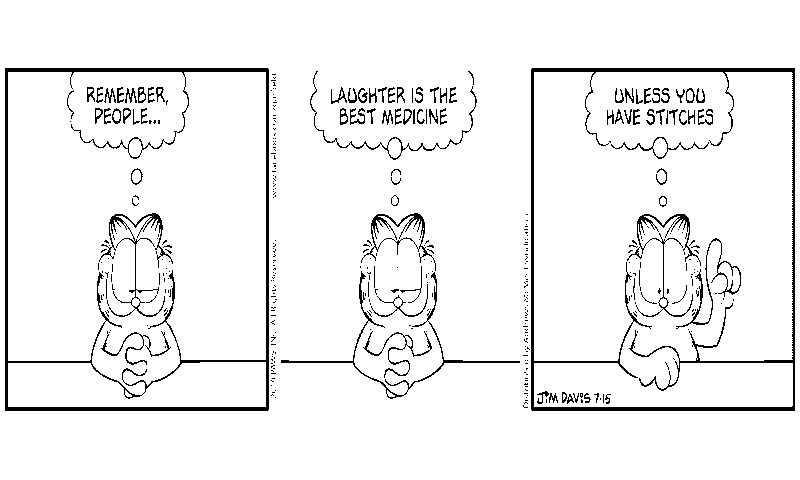 REMEMBER,
PEOPLE...
LAUGHTER IS THE
BEST MEDICINE
UNLESS YOU
HAVE STITCHES
JIM DAVIS 7·15